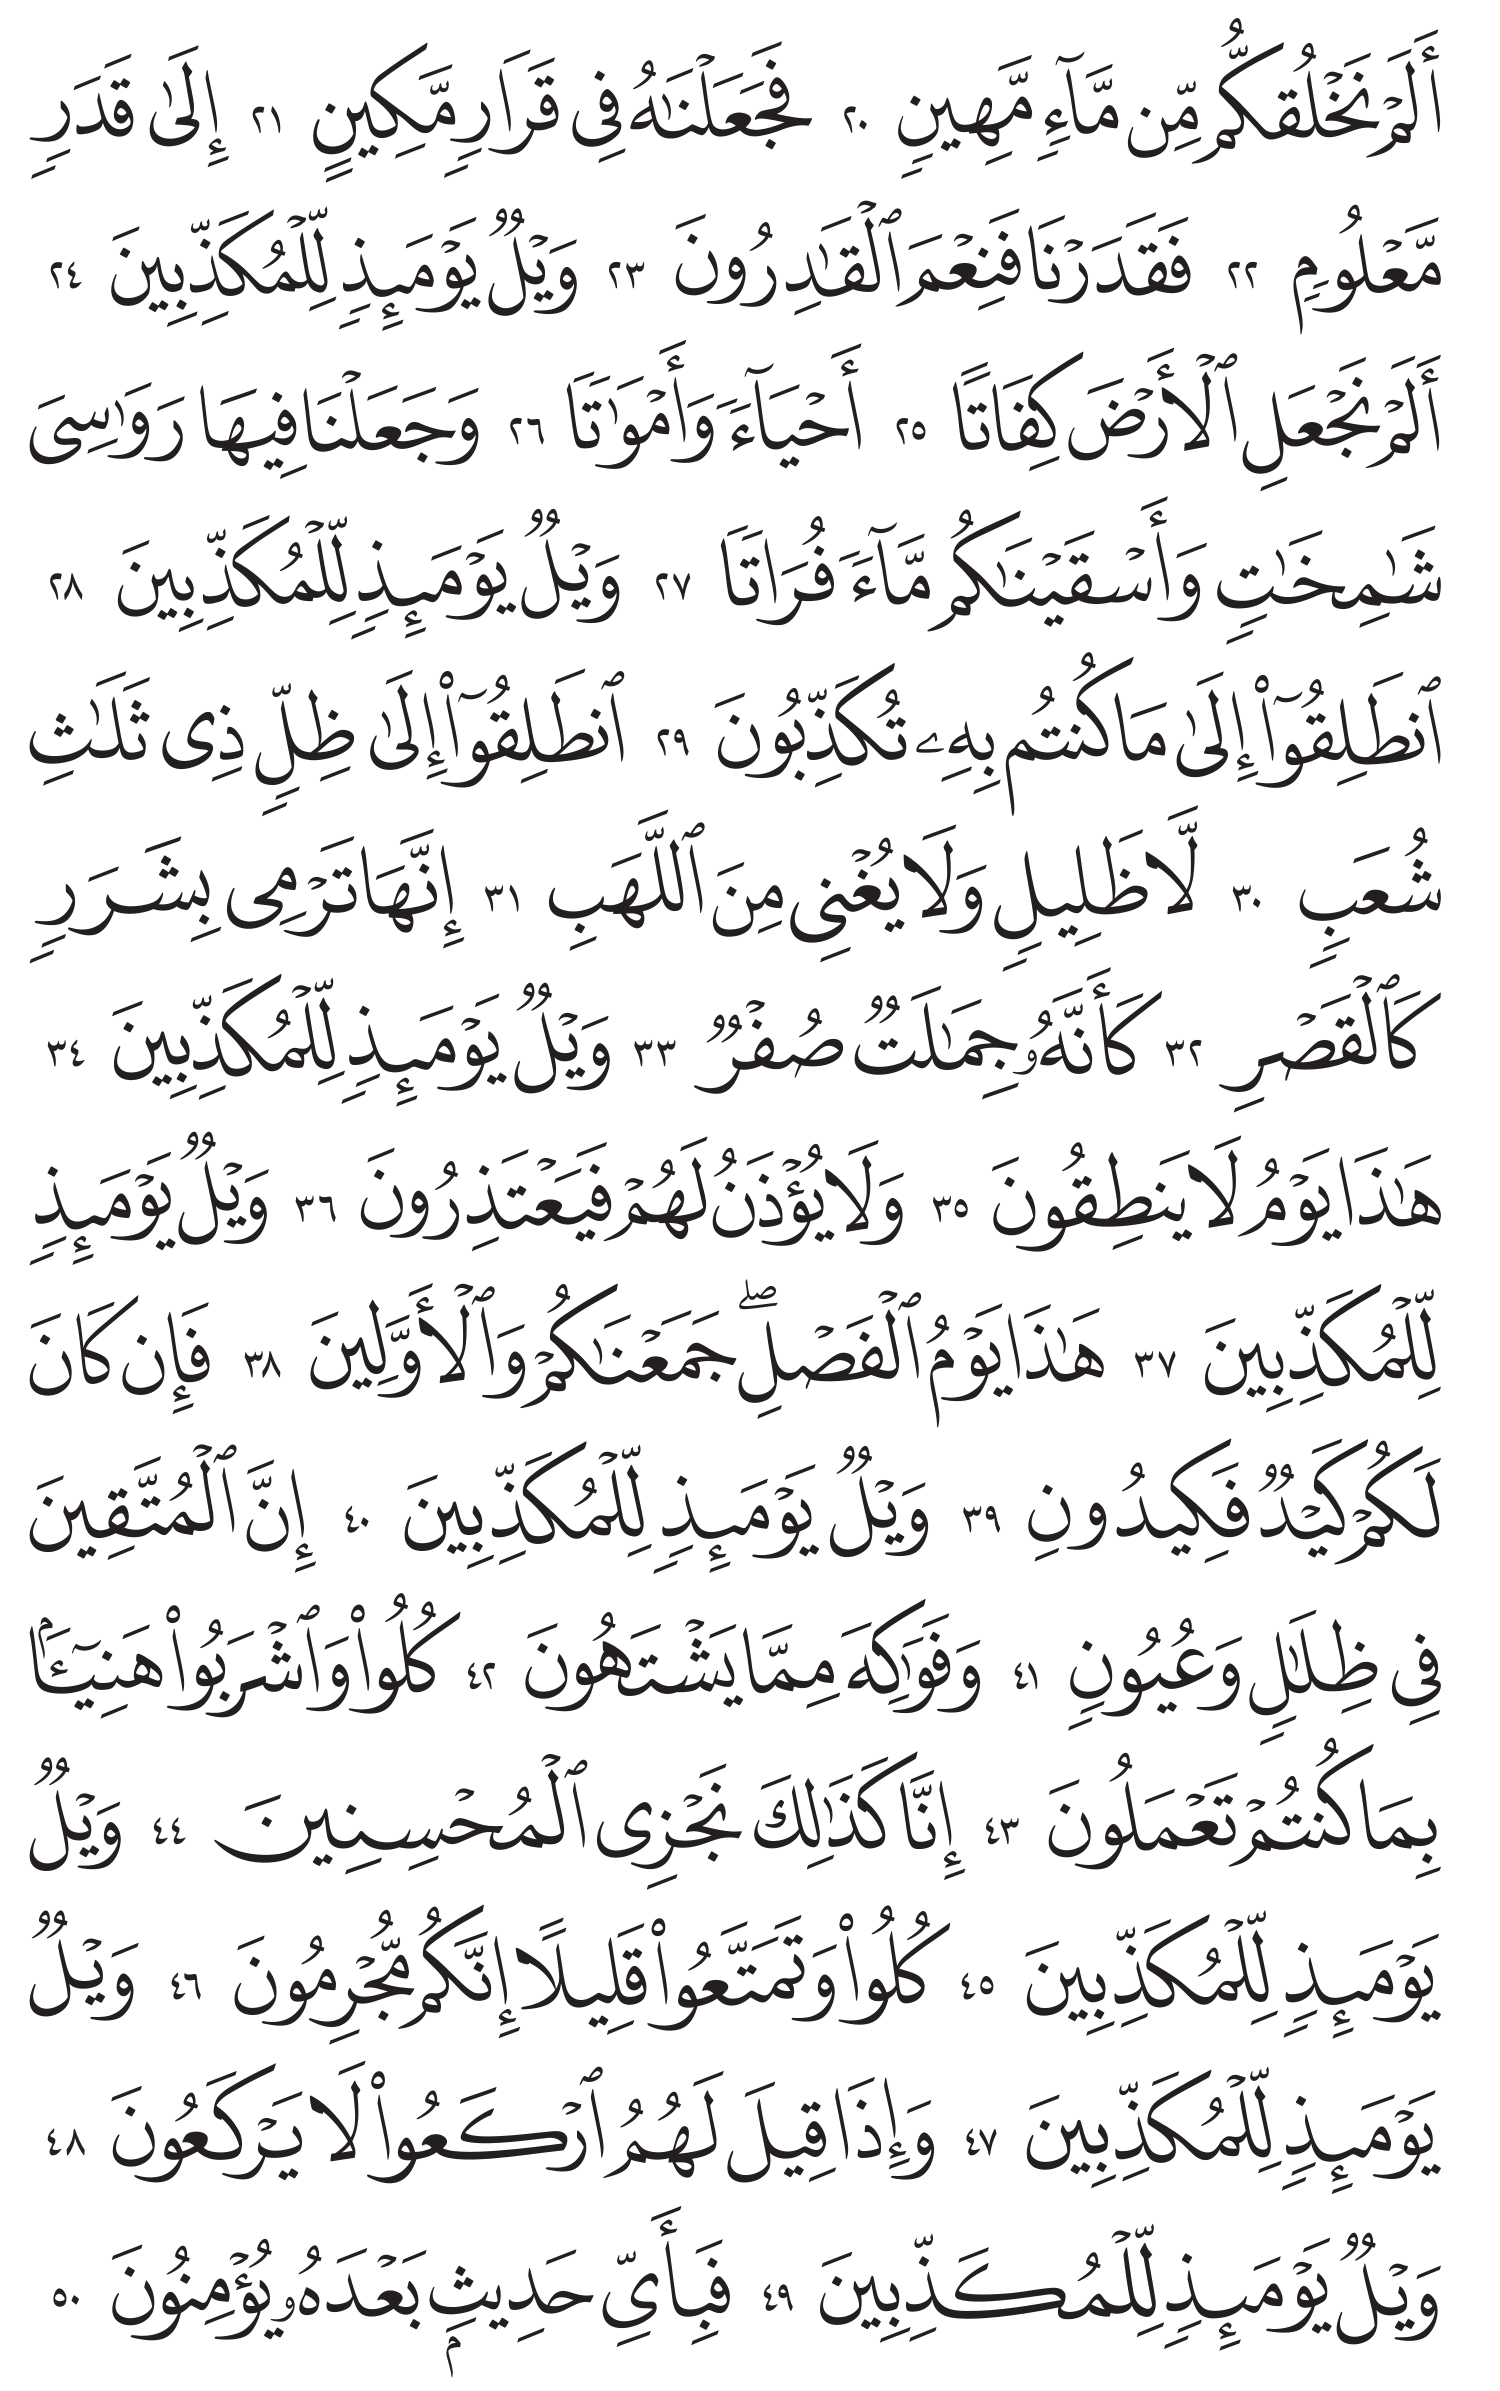 أَلَمۡ نَخۡلُقكُّم مِّن مَّآءٖ مَّهِينٖ ٢٠ فَجَعَلۡنَٰهُ فِي قَرَارٖ مَّكِينٍ ٢١ إِلَىٰ قَدَرٖ
مَّعۡلُومٖ ٢٢ فَقَدَرۡنَا فَنِعۡمَ ٱلۡقَٰدِرُونَ ٢٣ وَيۡلٞ يَوۡمَئِذٖ لِّلۡمُكَذِّبِينَ ٢٤
أَلَمۡ نَجۡعَلِ ٱلۡأَرۡضَ كِفَاتًا ٢٥ أَحۡيَآءٗ وَأَمۡوَٰتٗا ٢٦ وَجَعَلۡنَا فِيهَا رَوَٰسِيَ
شَٰمِخَٰتٖ وَأَسۡقَيۡنَٰكُم مَّآءٗ فُرَاتٗا ٢٧ وَيۡلٞ يَوۡمَئِذٖ لِّلۡمُكَذِّبِينَ ٢٨
ٱنطَلِقُوٓاْ إِلَىٰ مَا كُنتُم بِهِۦ تُكَذِّبُونَ ٢٩ ٱنطَلِقُوٓاْ إِلَىٰ ظِلّٖ ذِي ثَلَٰثِ
شُعَبٖ ٣٠ لَّا ظَلِيلٖ وَلَا يُغۡنِي مِنَ ٱللَّهَبِ ٣١ إِنَّهَا تَرۡمِي بِشَرَرٖ
كَٱلۡقَصۡرِ ٣٢ كَأَنَّهُۥ جِمَٰلَتٞ صُفۡرٞ ٣٣ وَيۡلٞ يَوۡمَئِذٖ لِّلۡمُكَذِّبِينَ ٣٤
هَٰذَا يَوۡمُ لَا يَنطِقُونَ ٣٥ وَلَا يُؤۡذَنُ لَهُمۡ فَيَعۡتَذِرُونَ ٣٦ وَيۡلٞ يَوۡمَئِذٖ
لِّلۡمُكَذِّبِينَ ٣٧ هَٰذَا يَوۡمُ ٱلۡفَصۡلِۖ جَمَعۡنَٰكُمۡ وَٱلۡأَوَّلِينَ ٣٨ فَإِن كَانَ
لَكُمۡ كَيۡدٞ فَكِيدُونِ ٣٩ وَيۡلٞ يَوۡمَئِذٖ لِّلۡمُكَذِّبِينَ ٤٠ إِنَّ ٱلۡمُتَّقِينَ
فِي ظِلَٰلٖ وَعُيُونٖ ٤١ وَفَوَٰكِهَ مِمَّا يَشۡتَهُونَ ٤٢ كُلُواْ وَٱشۡرَبُواْ هَنِيٓـَٔۢا
بِمَا كُنتُمۡ تَعۡمَلُونَ ٤٣ إِنَّا كَذَٰلِكَ نَجۡزِي ٱلۡمُحۡسِنِينَ ٤٤ وَيۡلٞ
يَوۡمَئِذٖ لِّلۡمُكَذِّبِينَ ٤٥ كُلُواْ وَتَمَتَّعُواْ قَلِيلًا إِنَّكُم مُّجۡرِمُونَ ٤٦ وَيۡلٞ
يَوۡمَئِذٖ لِّلۡمُكَذِّبِينَ ٤٧ وَإِذَا قِيلَ لَهُمُ ٱرۡكَعُواْ لَا يَرۡكَعُونَ ٤٨
وَيۡلٞ يَوۡمَئِذٖ لِّلۡمُكَذِّبِينَ ٤٩ فَبِأَيِّ حَدِيثِۭ بَعۡدَهُۥ يُؤۡمِنُونَ ٥٠